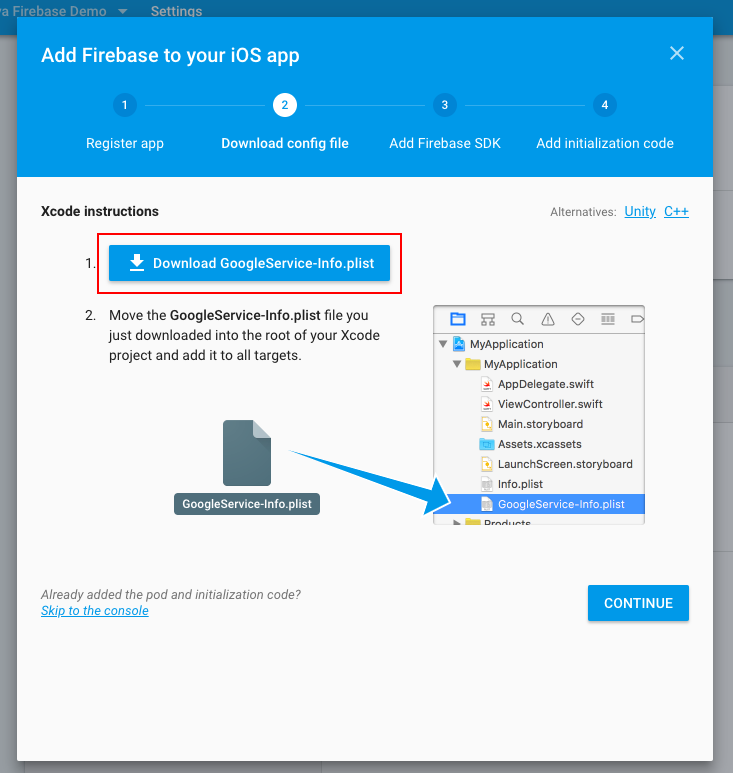 Firebase Demo Settings
Add Firebase to your iOS app
1 2 3 4
Register app Download config file Add Firebase SDK Add initialization code
Xcode instructions Alternatives: Unity C++
1. Download GoogleService-Info.plist
2. Move the GoogleService-Info.plist file you
just downloaded into the root of your Xcode
project and add it to all targets.
MyApplication
MyApplication
AppDelegate.swift
ViewController.swift
Main.storyboard
Assets.xcassets
LaunchScreen.storyboard
Info.plist
GoogleService-Info.plist
Products
GoogleService-Info.plist
Already added the pod and initialization code?
Skip to the console
CONTINUE